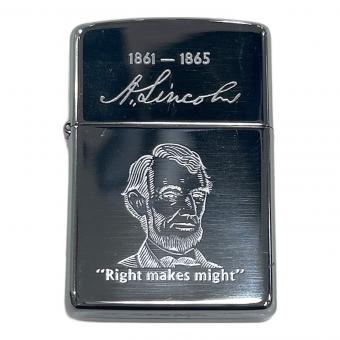 1861 — 1865
A. Lincoln
“Right makes might”